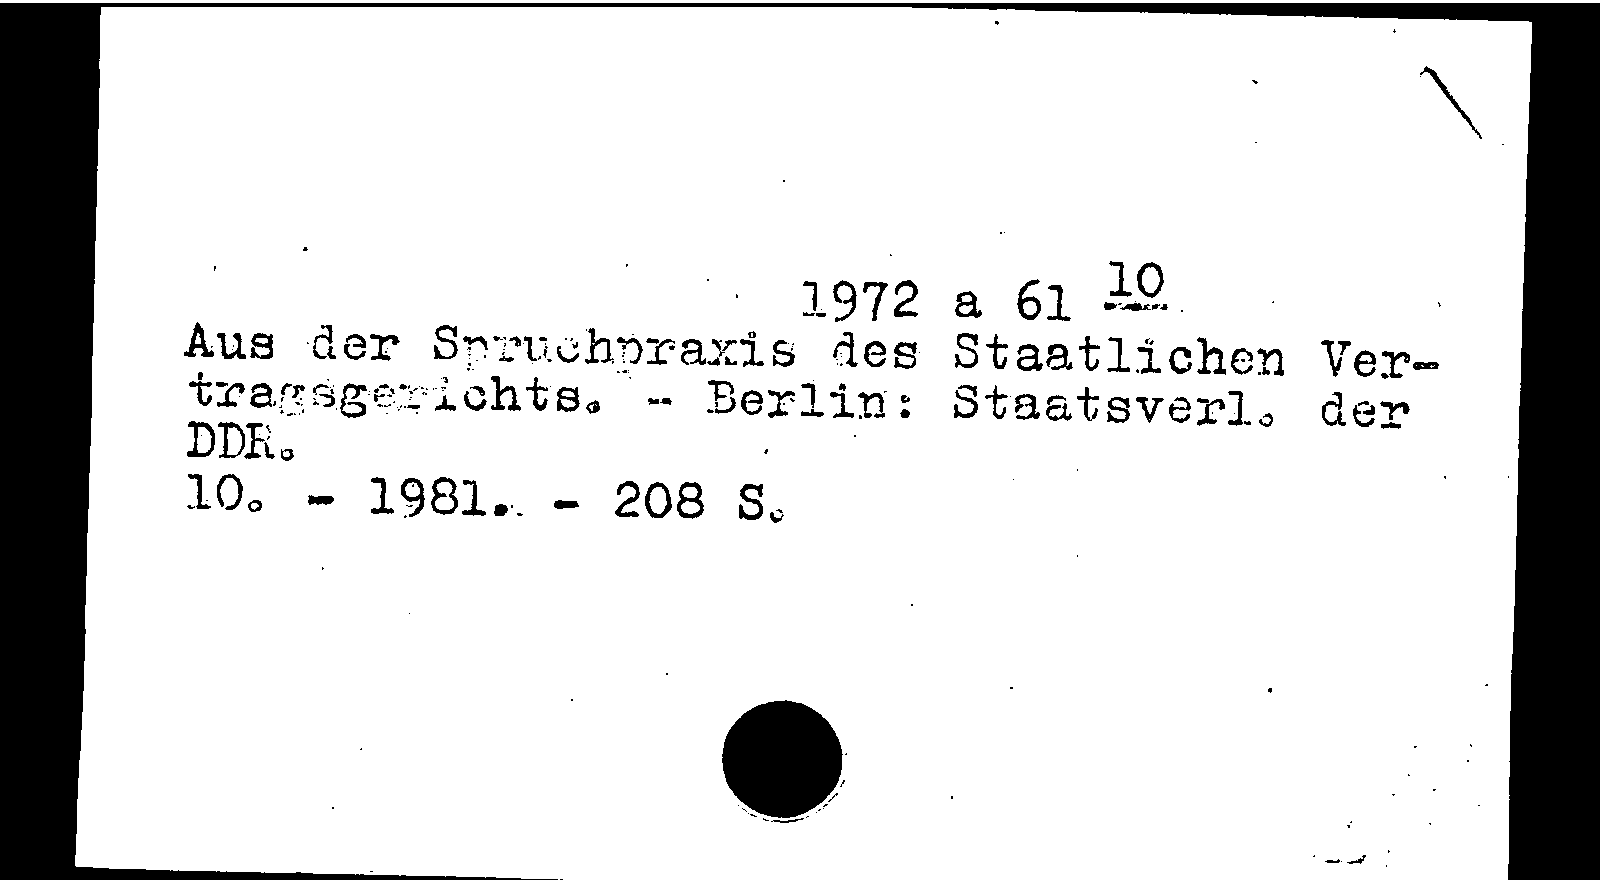 1972 a 61 10
Aus der Spruchpraxis des Staatlichen Ver-
tragsgerichts. - Berlin: Staatsverl. der
DDR.
10. - 1981. - 208 S.